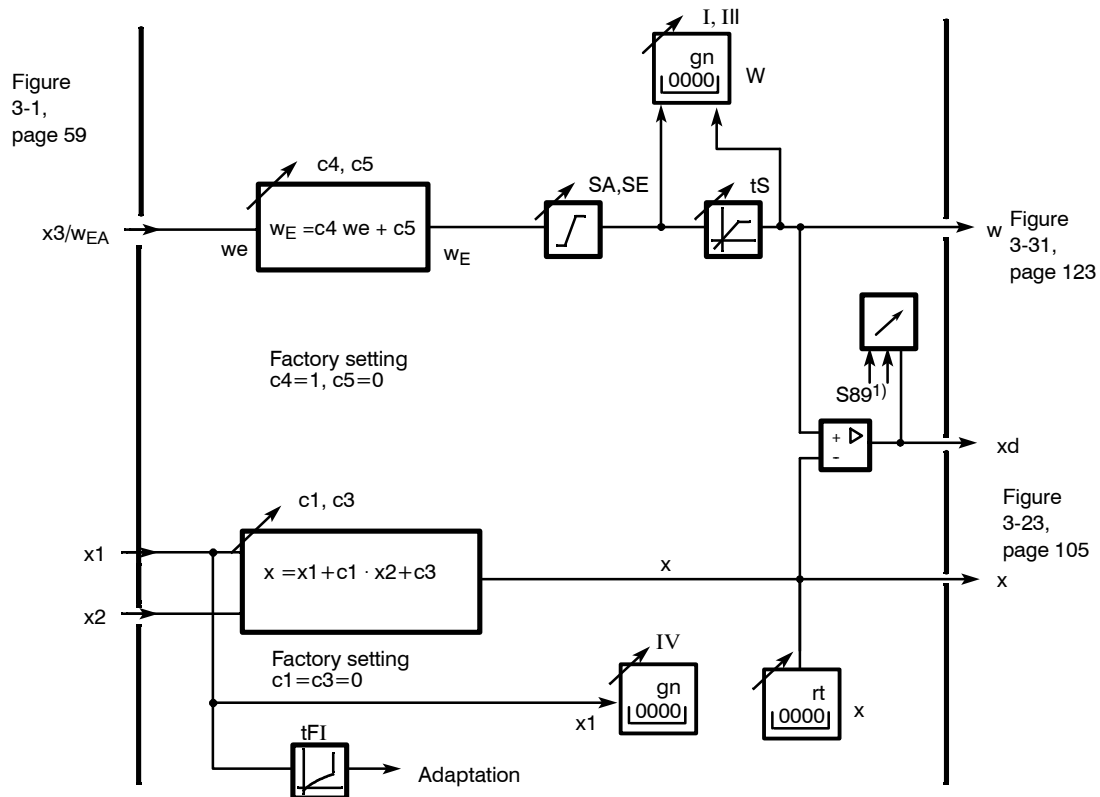 Figure
3-1,
page 59
I, III
gn
0000
W
c4, c5
SA,SE
tS
x3/wEA
we
wE =c4 we + c5
wE
w
Figure
3-31,
page 123
Factory setting
c4=1, c5=0
S89¹⁾
+
-
xd
c1, c3
Figure
3-23,
page 105
x1
x =x1+c1 · x2+c3
x
x
x2
Factory setting
c1=c3=0
IV
gn
0000
x1
rt
0000
x
tFI
Adaptation